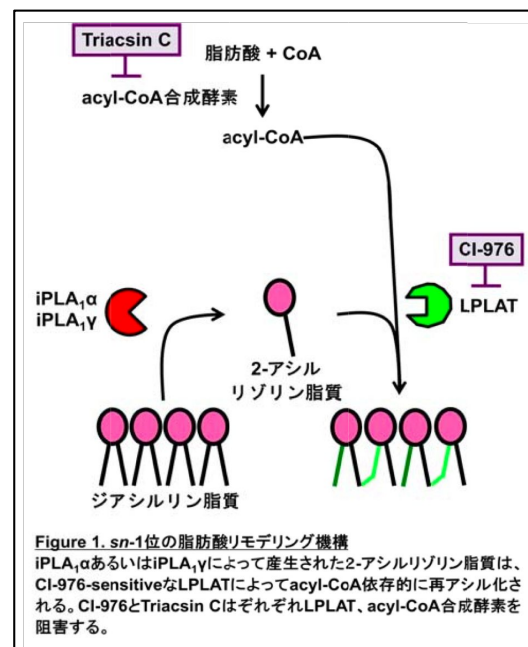 Triacsin C
脂肪酸 + CoA
acyl-CoA合成酵素
acyl-CoA
CI-976
iPLA₁α
iPLA₁γ
LPLAT
2-アシル
リゾリン脂質
ジアシルリン脂質
Figure 1. sn-1位の脂肪酸リモデリング機構
iPLA₁αあるいはiPLA₁γによって産生された2-アシルリゾリン脂質は、
CI-976-sensitiveなLPLATによってacyl-CoA依存的に再アシル化さ
れる。CI-976とTriacsin CはぞれぞれLPLAT、acyl-CoA合成酵素を
阻害する。